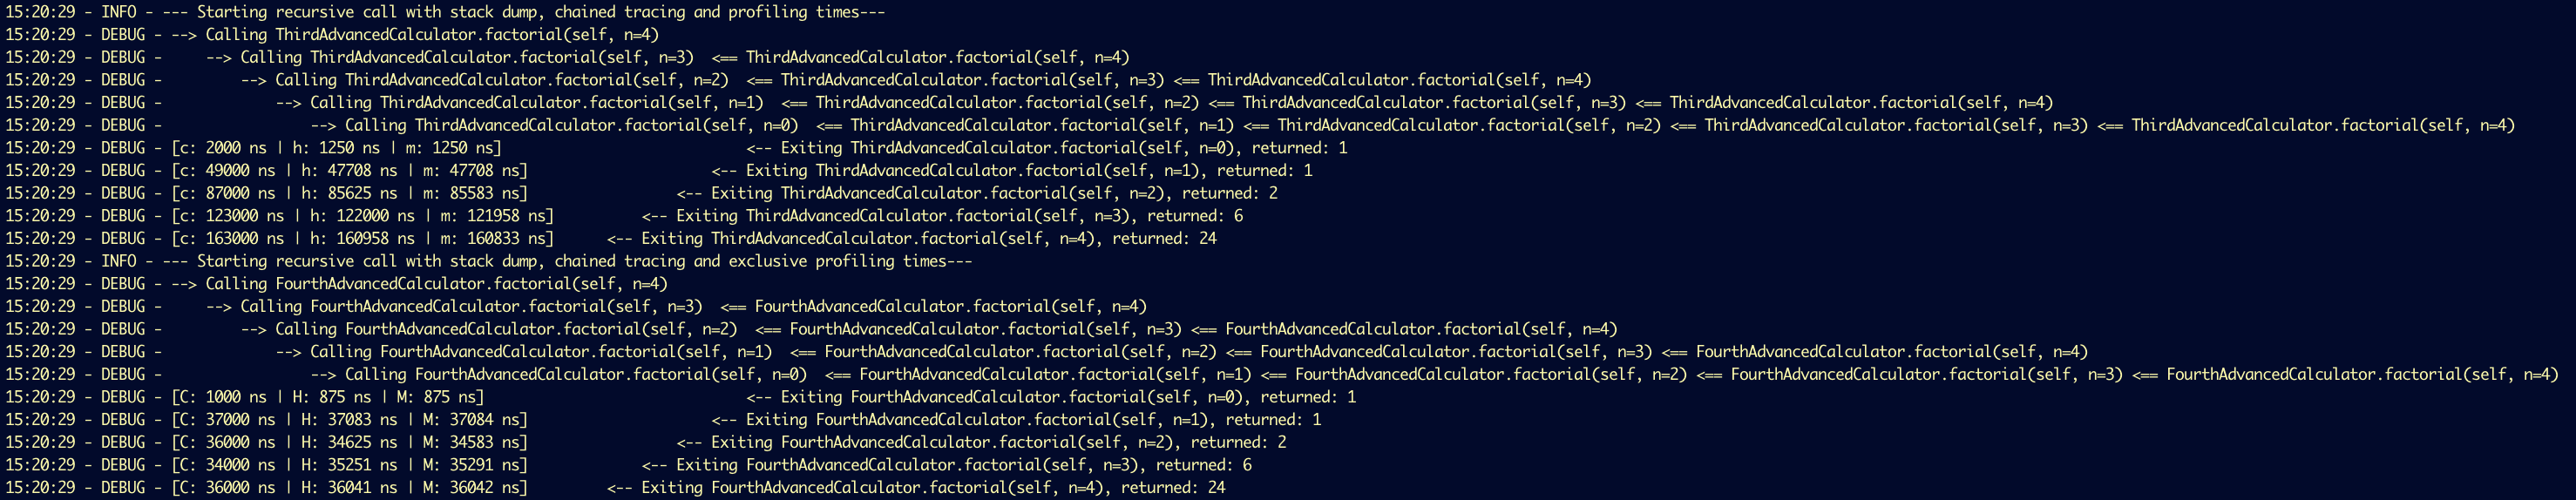 15:20:29 - INFO - --- Starting recursive call with stack dump, chained tracing and profiling times---
15:20:29 - DEBUG - --> Calling ThirdAdvancedCalculator.factorial(self, n=4)
15:20:29 - DEBUG -     --> Calling ThirdAdvancedCalculator.factorial(self, n=3)  <== ThirdAdvancedCalculator.factorial(self, n=4)
15:20:29 - DEBUG -         --> Calling ThirdAdvancedCalculator.factorial(self, n=2)  <== ThirdAdvancedCalculator.factorial(self, n=3) <== ThirdAdvancedCalculator.factorial(self, n=4)
15:20:29 - DEBUG -             --> Calling ThirdAdvancedCalculator.factorial(self, n=1)  <== ThirdAdvancedCalculator.factorial(self, n=2) <== ThirdAdvancedCalculator.factorial(self, n=3) <== ThirdAdvancedCalculator.factorial(self, n=4)
15:20:29 - DEBUG -                 --> Calling ThirdAdvancedCalculator.factorial(self, n=0)  <== ThirdAdvancedCalculator.factorial(self, n=1) <== ThirdAdvancedCalculator.factorial(self, n=2) <== ThirdAdvancedCalculator.factorial(self, n=3) <== ThirdAdvancedCalculator.factorial(self, n=4)
15:20:29 - DEBUG - [c: 2000 ns | h: 1250 ns | m: 1250 ns]                            <-- Exiting ThirdAdvancedCalculator.factorial(self, n=0), returned: 1
15:20:29 - DEBUG - [c: 49000 ns | h: 47708 ns | m: 47708 ns]                     <-- Exiting ThirdAdvancedCalculator.factorial(self, n=1), returned: 1
15:20:29 - DEBUG - [c: 87000 ns | h: 85625 ns | m: 85583 ns]                 <-- Exiting ThirdAdvancedCalculator.factorial(self, n=2), returned: 2
15:20:29 - DEBUG - [c: 123000 ns | h: 122000 ns | m: 121958 ns]          <-- Exiting ThirdAdvancedCalculator.factorial(self, n=3), returned: 6
15:20:29 - DEBUG - [c: 163000 ns | h: 160958 ns | m: 160833 ns]      <-- Exiting ThirdAdvancedCalculator.factorial(self, n=4), returned: 24
15:20:29 - INFO - --- Starting recursive call with stack dump, chained tracing and exclusive profiling times---
15:20:29 - DEBUG - --> Calling FourthAdvancedCalculator.factorial(self, n=4)
15:20:29 - DEBUG -     --> Calling FourthAdvancedCalculator.factorial(self, n=3)  <== FourthAdvancedCalculator.factorial(self, n=4)
15:20:29 - DEBUG -         --> Calling FourthAdvancedCalculator.factorial(self, n=2)  <== FourthAdvancedCalculator.factorial(self, n=3) <== FourthAdvancedCalculator.factorial(self, n=4)
15:20:29 - DEBUG -             --> Calling FourthAdvancedCalculator.factorial(self, n=1)  <== FourthAdvancedCalculator.factorial(self, n=2) <== FourthAdvancedCalculator.factorial(self, n=3) <== FourthAdvancedCalculator.factorial(self, n=4)
15:20:29 - DEBUG -                 --> Calling FourthAdvancedCalculator.factorial(self, n=0)  <== FourthAdvancedCalculator.factorial(self, n=1) <== FourthAdvancedCalculator.factorial(self, n=2) <== FourthAdvancedCalculator.factorial(self, n=3) <== FourthAdvancedCalculator.factorial(self, n=4)
15:20:29 - DEBUG - [C: 1000 ns | H: 875 ns | M: 875 ns]                              <-- Exiting FourthAdvancedCalculator.factorial(self, n=0), returned: 1
15:20:29 - DEBUG - [C: 37000 ns | H: 37083 ns | M: 37084 ns]                     <-- Exiting FourthAdvancedCalculator.factorial(self, n=1), returned: 1
15:20:29 - DEBUG - [C: 36000 ns | H: 34625 ns | M: 34583 ns]                 <-- Exiting FourthAdvancedCalculator.factorial(self, n=2), returned: 2
15:20:29 - DEBUG - [C: 34000 ns | H: 35251 ns | M: 35291 ns]             <-- Exiting FourthAdvancedCalculator.factorial(self, n=3), returned: 6
15:20:29 - DEBUG - [C: 36000 ns | H: 36041 ns | M: 36042 ns]         <-- Exiting FourthAdvancedCalculator.factorial(self, n=4), returned: 24